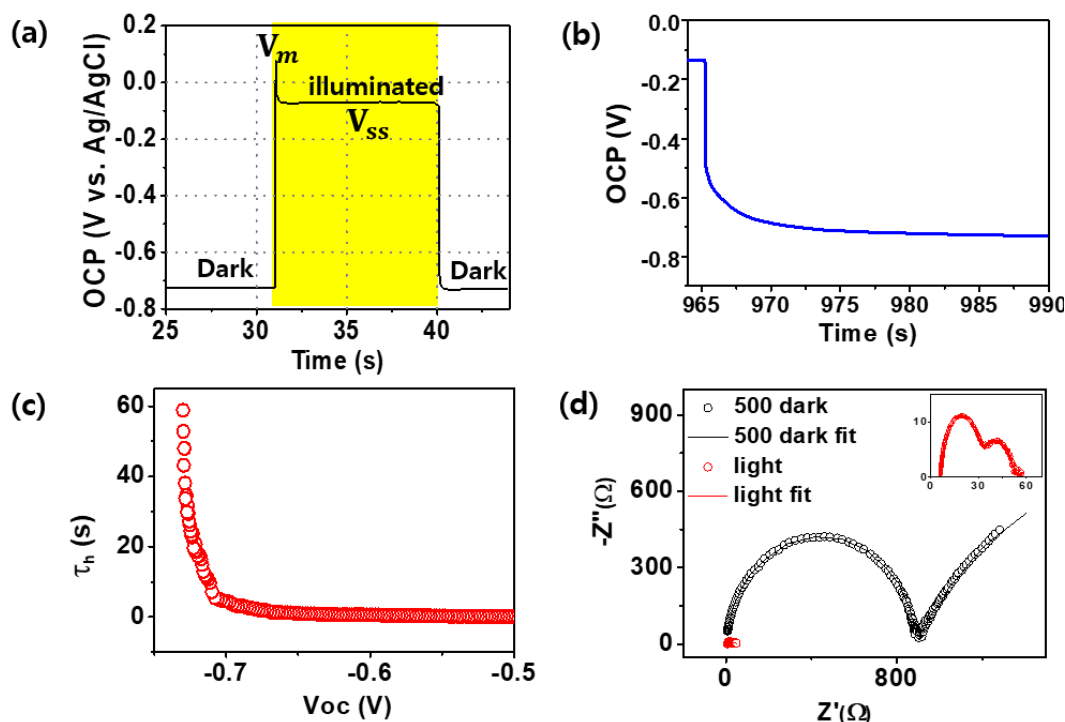 (a)
0.2
0.0
-0.2
-0.4
-0.6
-0.8
OCP (V vs. Ag/AgCl)
V_m
illuminated
V_ss
Dark
Dark
25
30
35
40
Time (s)
(b)
0.0
-0.2
-0.4
-0.6
-0.8
OCP (V)
965
970
975
980
985
990
Time (s)
(c)
60
40
20
0
τ_h (s)
-0.7
-0.6
-0.5
Voc (V)
(d)
900
600
300
0
-Z''(Ω)
500 dark
500 dark fit
light
light fit
10
0
0
30
60
0
800
Z'(Ω)